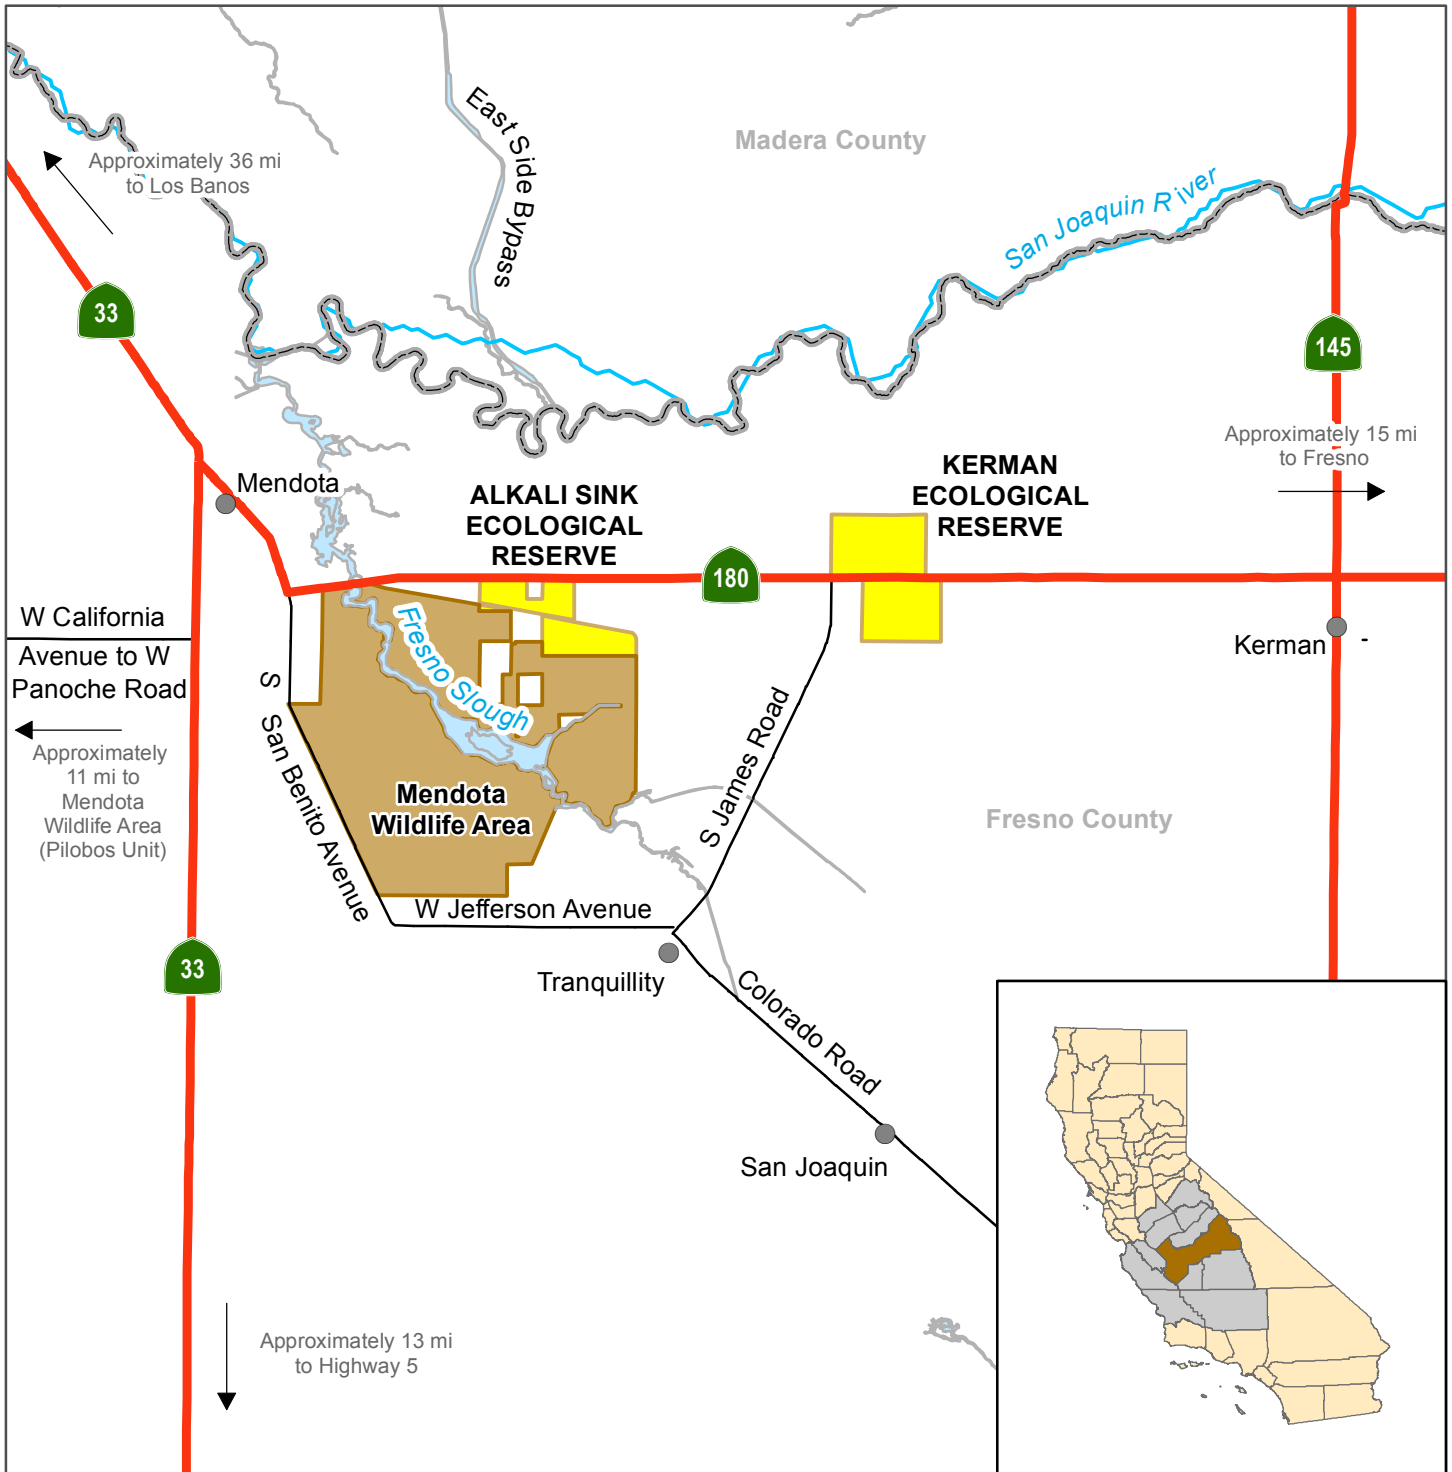 East Side Bypass
Madera County
Approximately 36 mi
to Los Banos
San Joaquin River
33
145
Approximately 15 mi
to Fresno
KERMAN
ECOLOGICAL
RESERVE
Mendota
ALKALI SINK
ECOLOGICAL
RESERVE
180
W California
Avenue to W
Panoche Road
Fresno Slough
Kerman
S San Benito Avenue
Approximately
11 mi to
Mendota
Wildlife Area
(Pilobos Unit)
S James Road
Mendota
Wildlife Area
Fresno County
W Jefferson Avenue
33
Tranquillity
Colorado Road
San Joaquin
Approximately 13 mi
to Highway 5